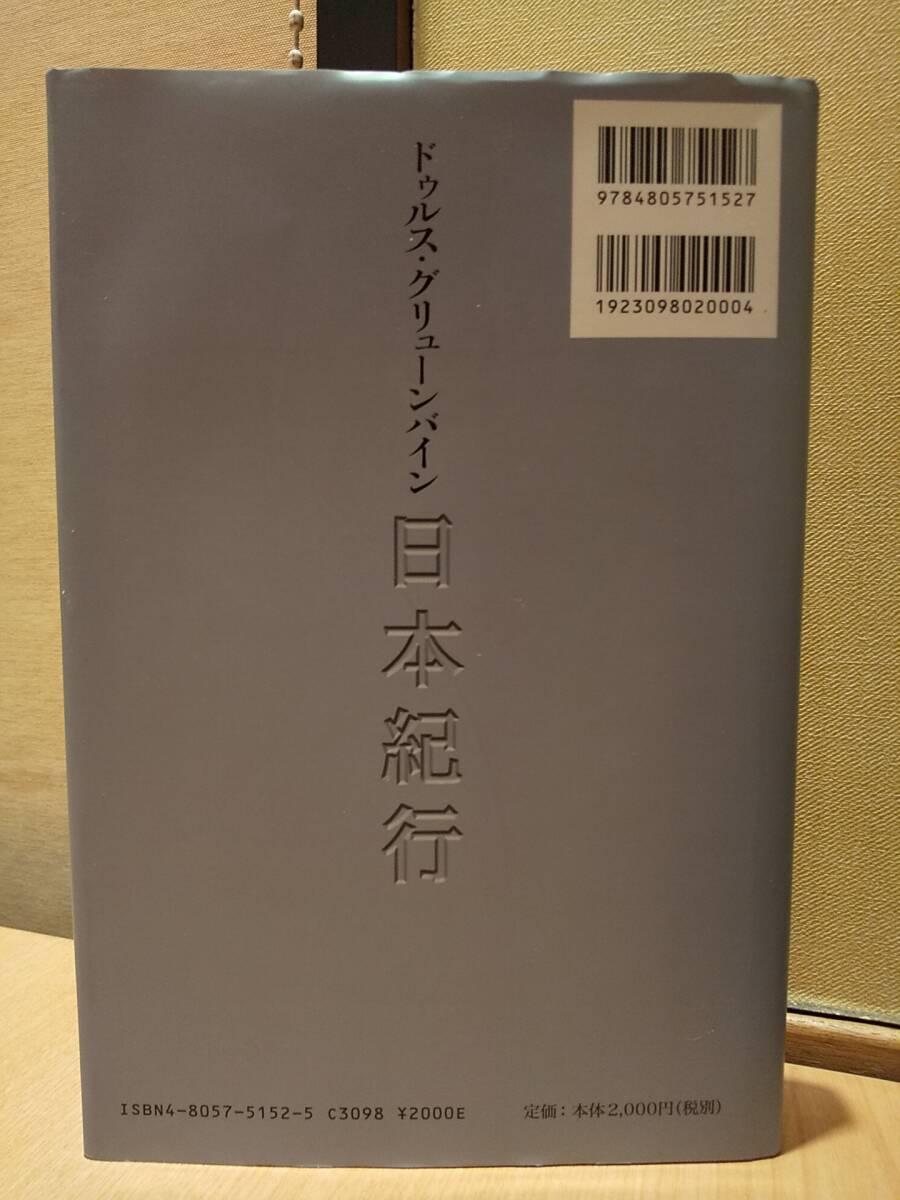 9784805751527
1923098020004
ドゥルス・グリューンバイン
日本紀行
ISBN4-8057-5152-5 C3098 ¥2000E
定価：本体2,000円（税別）